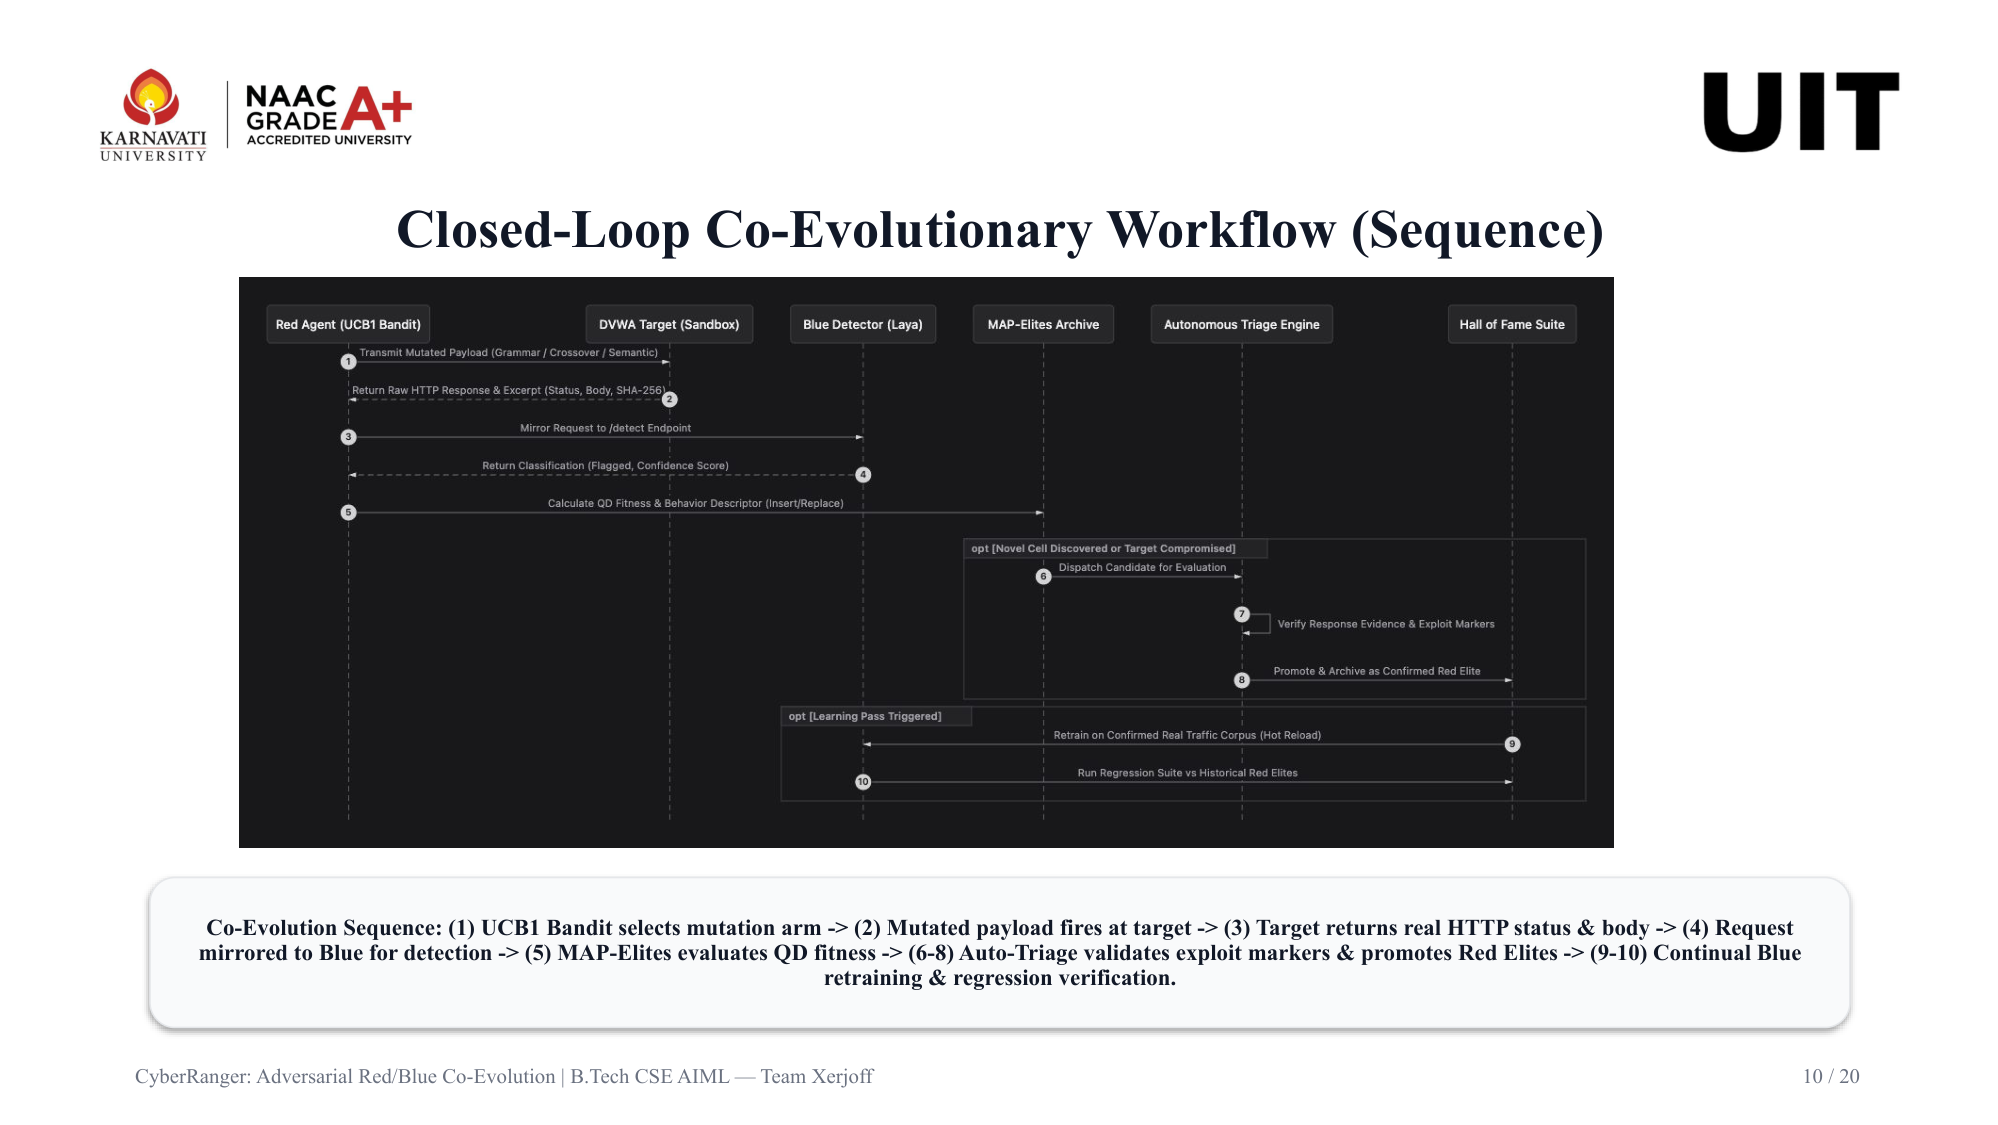 KARNAVATI
UNIVERSITY
NAAC
GRADE A+
ACCREDITED UNIVERSITY
UIT
Closed-Loop Co-Evolutionary Workflow (Sequence)
Red Agent (UCB1 Bandit)
DVWA Target (Sandbox)
Blue Detector (Laya)
MAP-Elites Archive
Autonomous Triage Engine
Hall of Fame Suite
1 Transmit Mutated Payload (Grammar / Crossover / Semantic)
Return Raw HTTP Response & Excerpt (Status, Body, SHA-256) 2
3 Mirror Request to /detect Endpoint
Return Classification (Flagged, Confidence Score) 4
5 Calculate QD Fitness & Behavior Descriptor (Insert/Replace)
opt [Novel Cell Discovered or Target Compromised]
6 Dispatch Candidate for Evaluation
7 Verify Response Evidence & Exploit Markers
8 Promote & Archive as Confirmed Red Elite
opt [Learning Pass Triggered]
Retrain on Confirmed Real Traffic Corpus (Hot Reload) 9
10 Run Regression Suite vs Historical Red Elites
Co-Evolution Sequence: (1) UCB1 Bandit selects mutation arm -> (2) Mutated payload fires at target -> (3) Target returns real HTTP status & body -> (4) Request
mirrored to Blue for detection -> (5) MAP-Elites evaluates QD fitness -> (6-8) Auto-Triage validates exploit markers & promotes Red Elites -> (9-10) Continual Blue
retraining & regression verification.
CyberRanger: Adversarial Red/Blue Co-Evolution | B.Tech CSE AIML — Team Xerjoff
10 / 20